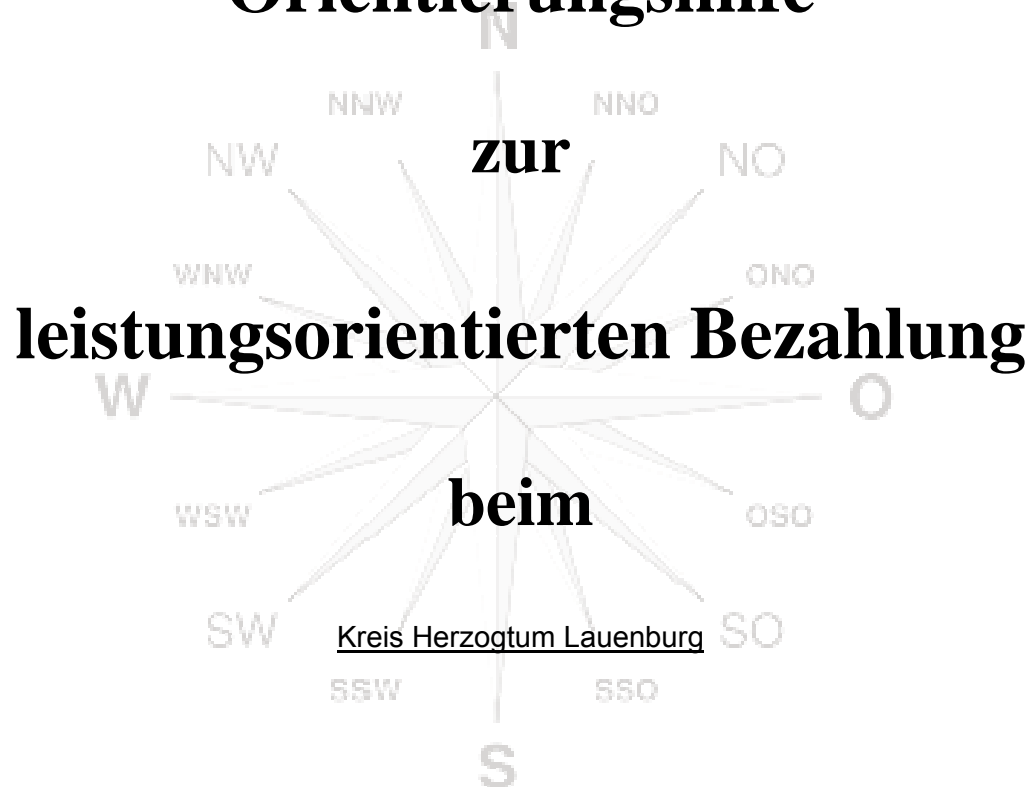 Orientierungshilfe
N
NNW NNO
zur
NW NO
WNW ONO
leistungsorientierten Bezahlung
W O
beim
WSW OSO
SW Kreis Herzogtum Lauenburg SO
SSW SSO
S